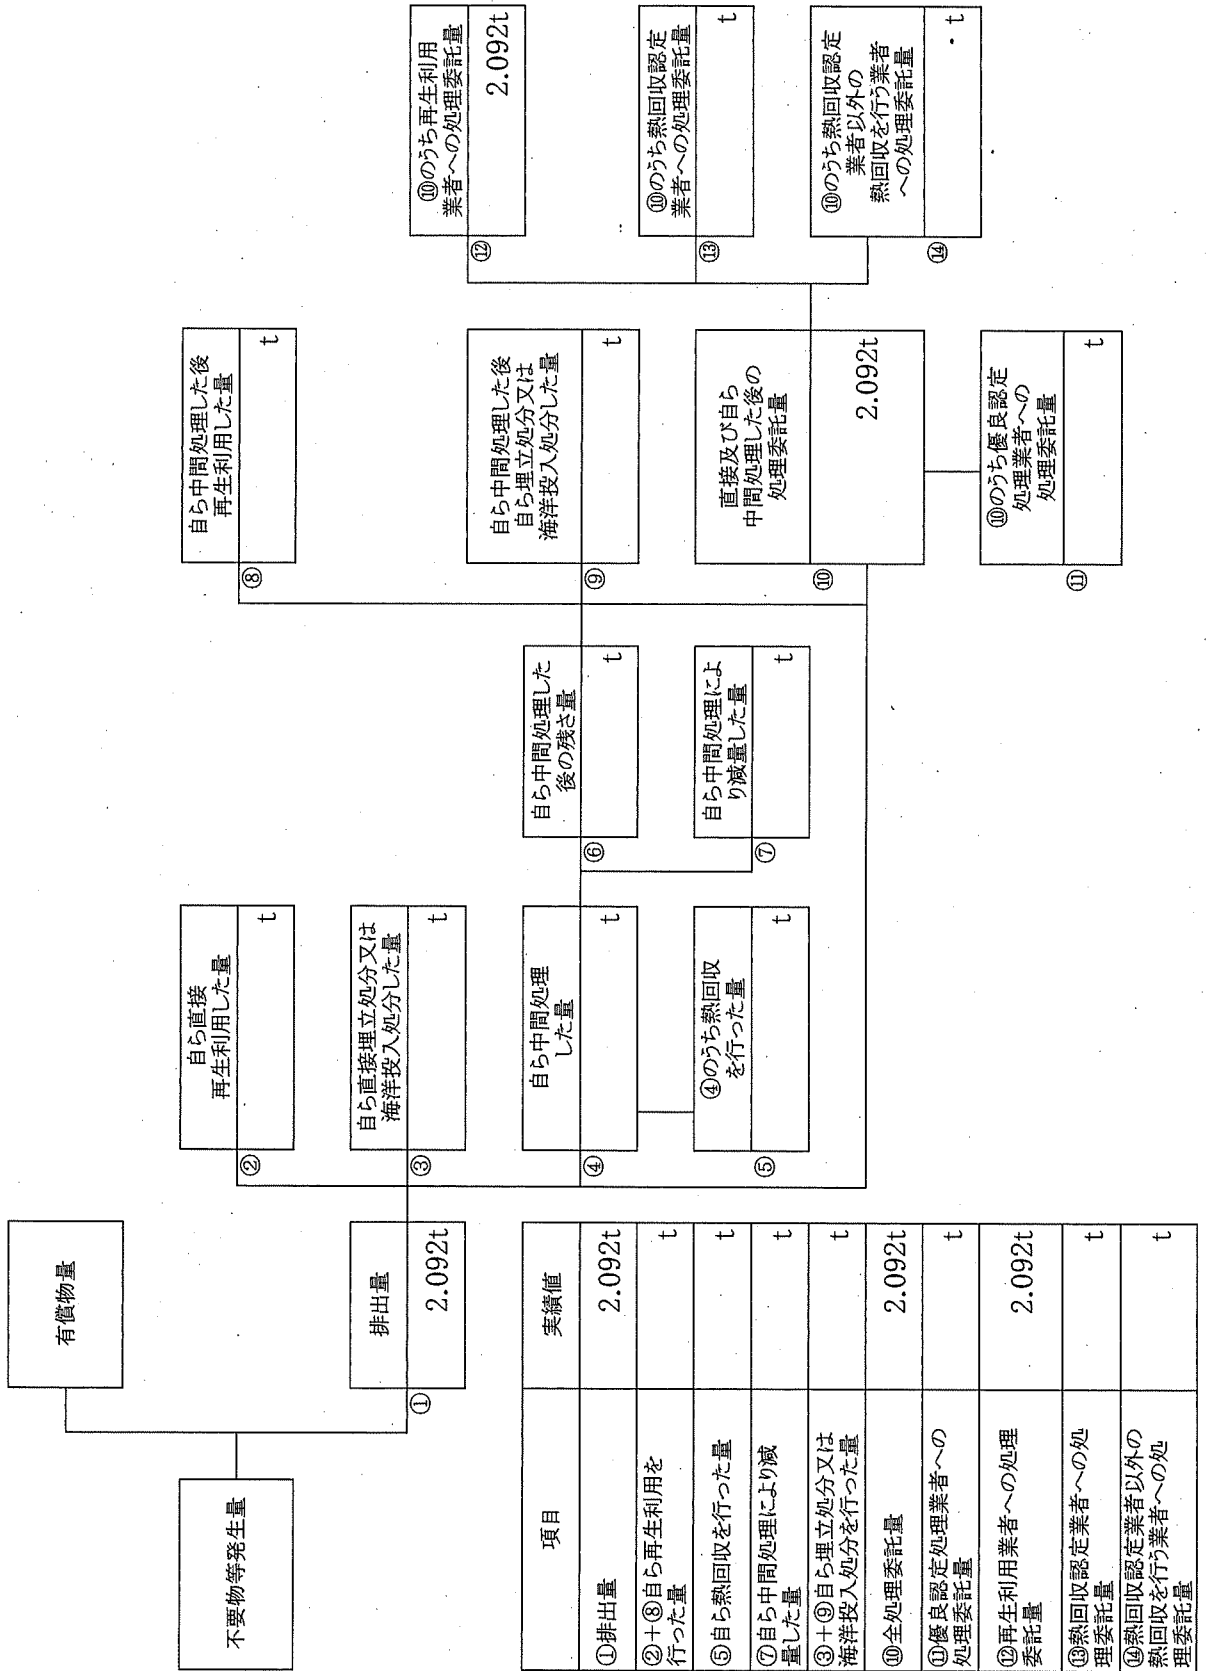 不要物等発生量
有償物量
①
排出量
2.092t
②
自ら直接
再生利用した量
t
③
自ら直接埋立処分又は
海洋投入処分した量
t
④
自ら中間処理
した量
t
⑤
④のうち熱回収
を行った量
t
⑥
自ら中間処理した
後の残さ量
t
⑦
自ら中間処理によ
り減量した量
t
⑧
自ら中間処理した後
再生利用した量
t
⑨
自ら中間処理した後
自ら埋立処分又は
海洋投入処分した量
t
⑩
直接及び自ら
中間処理した後の
処理委託量
2.092t
⑪
⑩のうち優良認定
処理業者への
処理委託量
t
⑫
⑩のうち再生利用
業者への処理委託量
2.092t
⑬
⑩のうち熱回収認定
業者への処理委託量
t
⑭
⑩のうち熱回収認定
業者以外の
熱回収を行う業者
への処理委託量
t
項目 実績値
①排出量 2.092t
②+⑧自ら再生利用を
行った量 t
⑤自ら熱回収を行った量 t
⑦自ら中間処理により減
量した量 t
③+⑨自ら埋立処分又は
海洋投入処分を行った量 t
⑩全処理委託量 2.092t
⑪優良認定処理業者への
処理委託量 t
⑫再生利用業者への処理
委託量 2.092t
⑬熱回収認定業者への処
理委託量 t
⑭熱回収認定業者以外の
熱回収を行う業者への処
理委託量 t